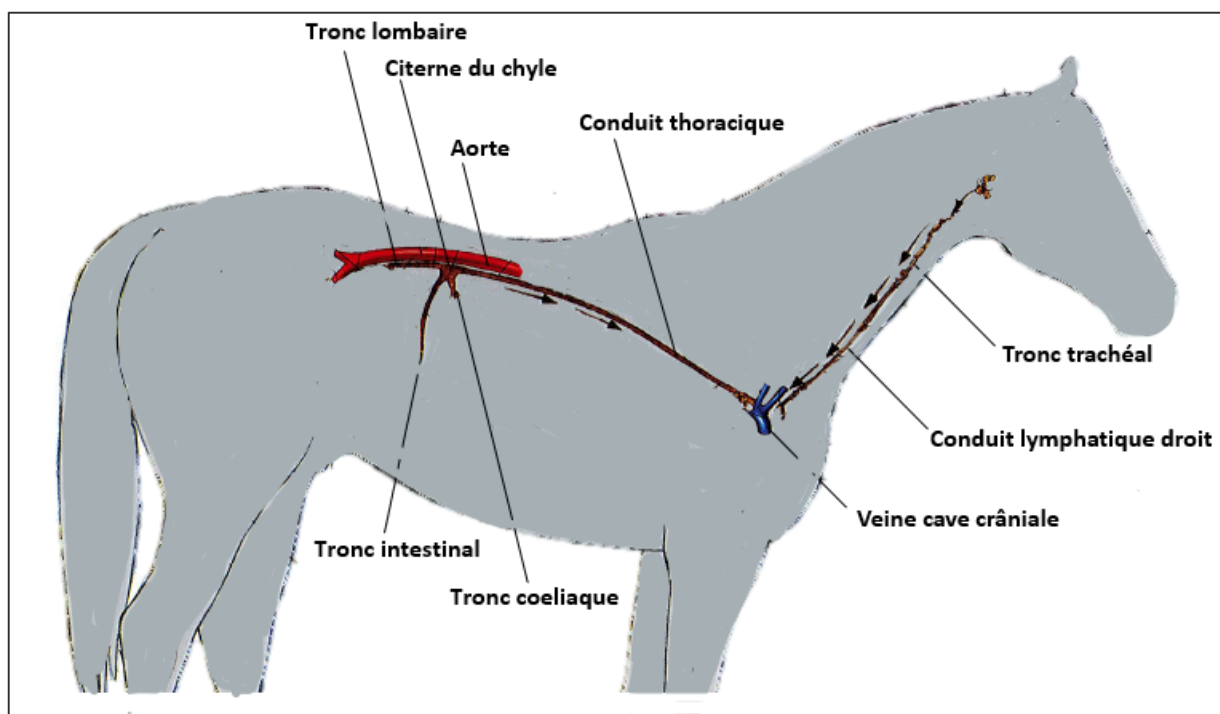 Tronc lombaire
Citerne du chyle
Conduit thoracique
Aorte
Tronc trachéal
Conduit lymphatique droit
Veine cave crâniale
Tronc intestinal
Tronc coeliaque